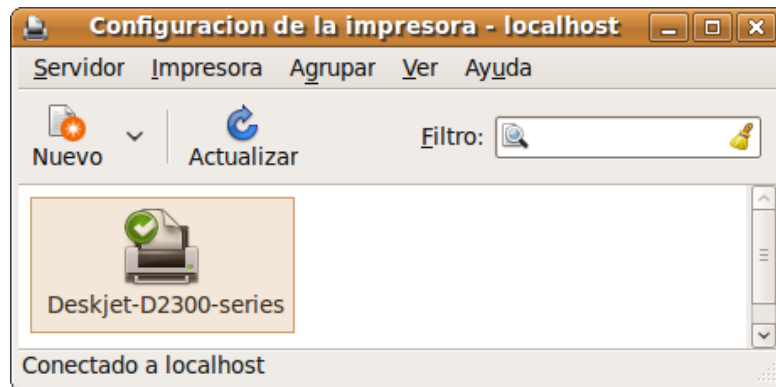 Configuracion de la impresora - localhost
Servidor Impresora Agrupar Ver Ayuda
Nuevo Actualizar Filtro:
Deskjet-D2300-series
Conectado a localhost